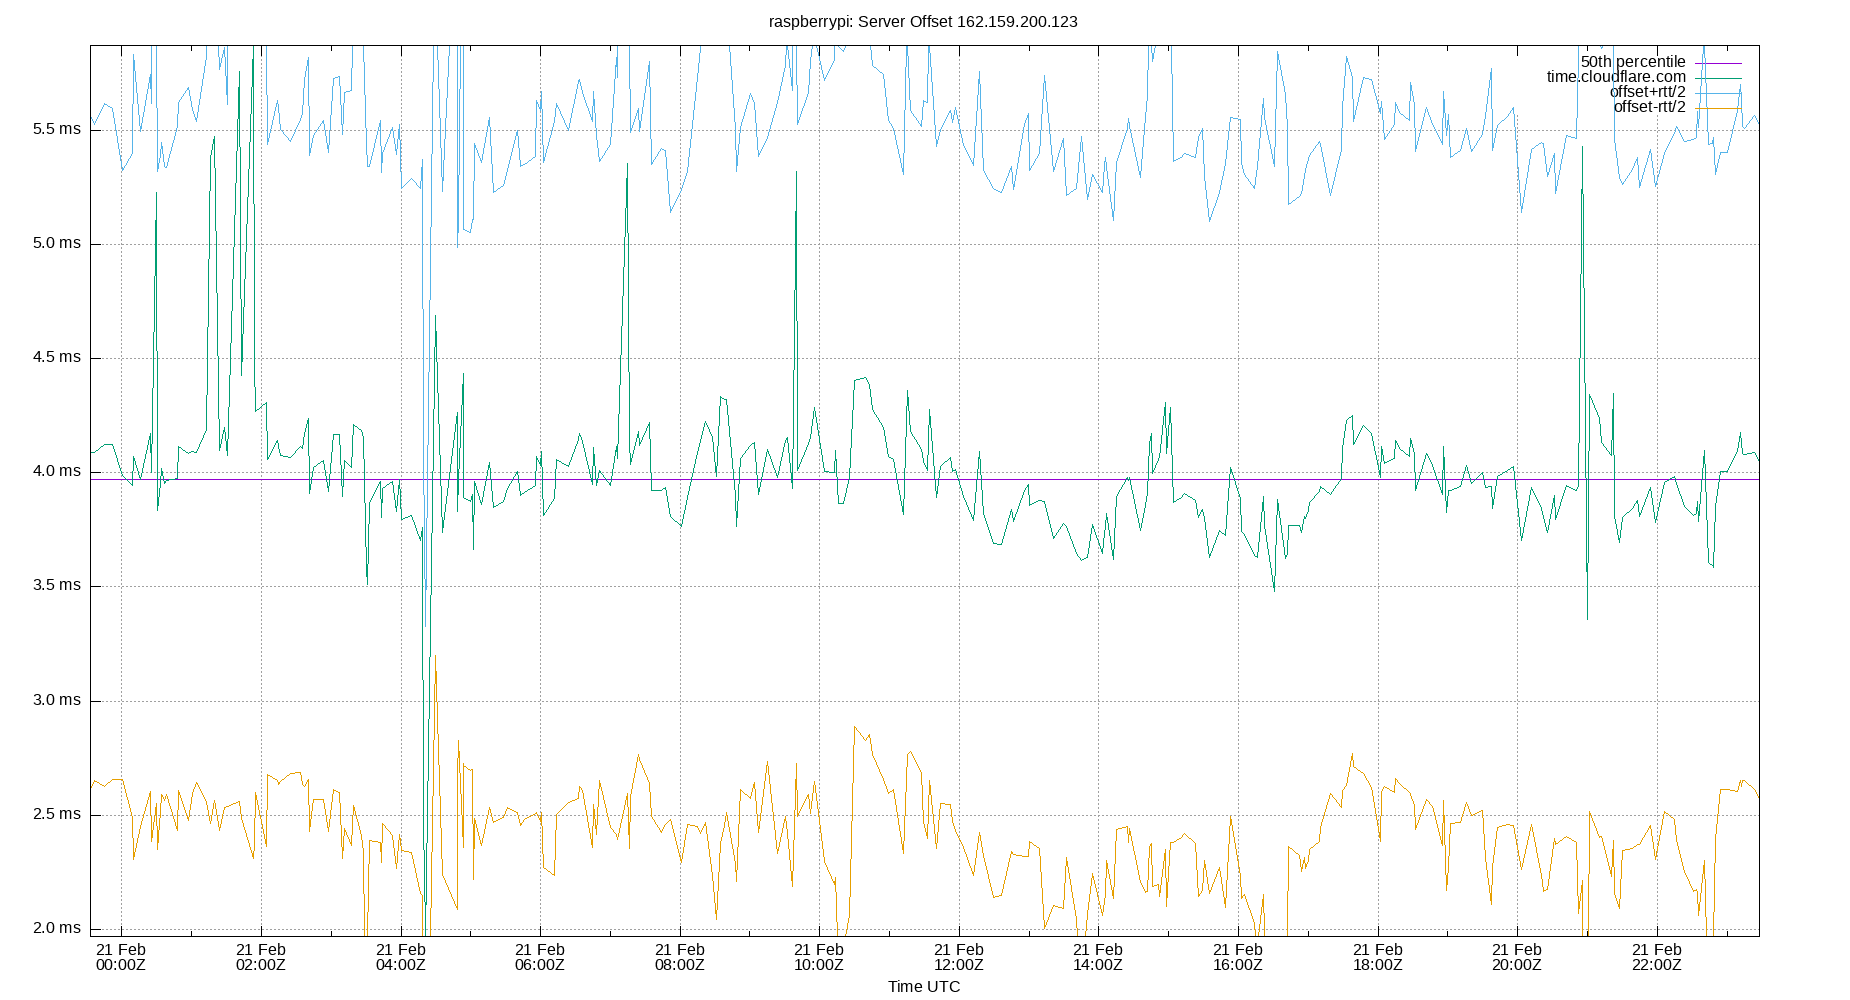 raspberrypi: Server Offset 162.159.200.123
50th percentile
time.cloudflare.com
offset+rtt/2
offset-rtt/2
5.5 ms
5.0 ms
4.5 ms
4.0 ms
3.5 ms
3.0 ms
2.5 ms
2.0 ms
21 Feb 21 Feb 21 Feb 21 Feb 21 Feb 21 Feb 21 Feb 21 Feb 21 Feb 21 Feb 21 Feb 21 Feb
00:00Z 02:00Z 04:00Z 06:00Z 08:00Z 10:00Z 12:00Z 14:00Z 16:00Z 18:00Z 20:00Z 22:00Z
Time UTC